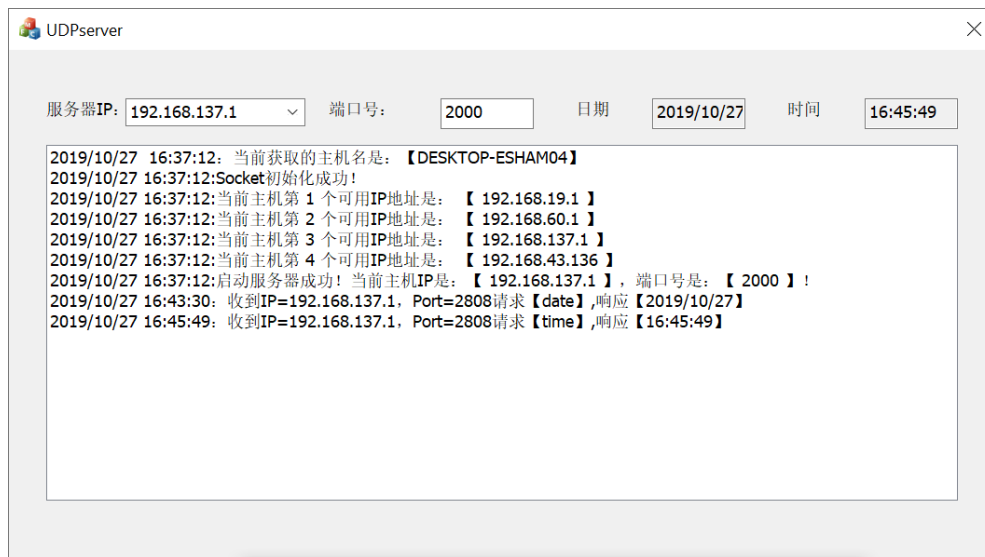 UDPserver
服务器IP: 192.168.137.1 端口号: 2000 日期 2019/10/27 时间 16:45:49
2019/10/27  16:37:12：当前获取的主机名是：【DESKTOP-ESHAM04】
2019/10/27 16:37:12:Socket初始化成功！
2019/10/27 16:37:12:当前主机第 1 个可用IP地址是： 【 192.168.19.1 】
2019/10/27 16:37:12:当前主机第 2 个可用IP地址是： 【 192.168.60.1 】
2019/10/27 16:37:12:当前主机第 3 个可用IP地址是： 【 192.168.137.1 】
2019/10/27 16:37:12:当前主机第 4 个可用IP地址是： 【 192.168.43.136 】
2019/10/27 16:37:12:启动服务器成功！当前主机IP是：【 192.168.137.1 】，端口号是：【 2000 】！
2019/10/27 16:43:30：收到IP=192.168.137.1，Port=2808请求【date】,响应【2019/10/27】
2019/10/27 16:45:49：收到IP=192.168.137.1，Port=2808请求【time】,响应【16:45:49】